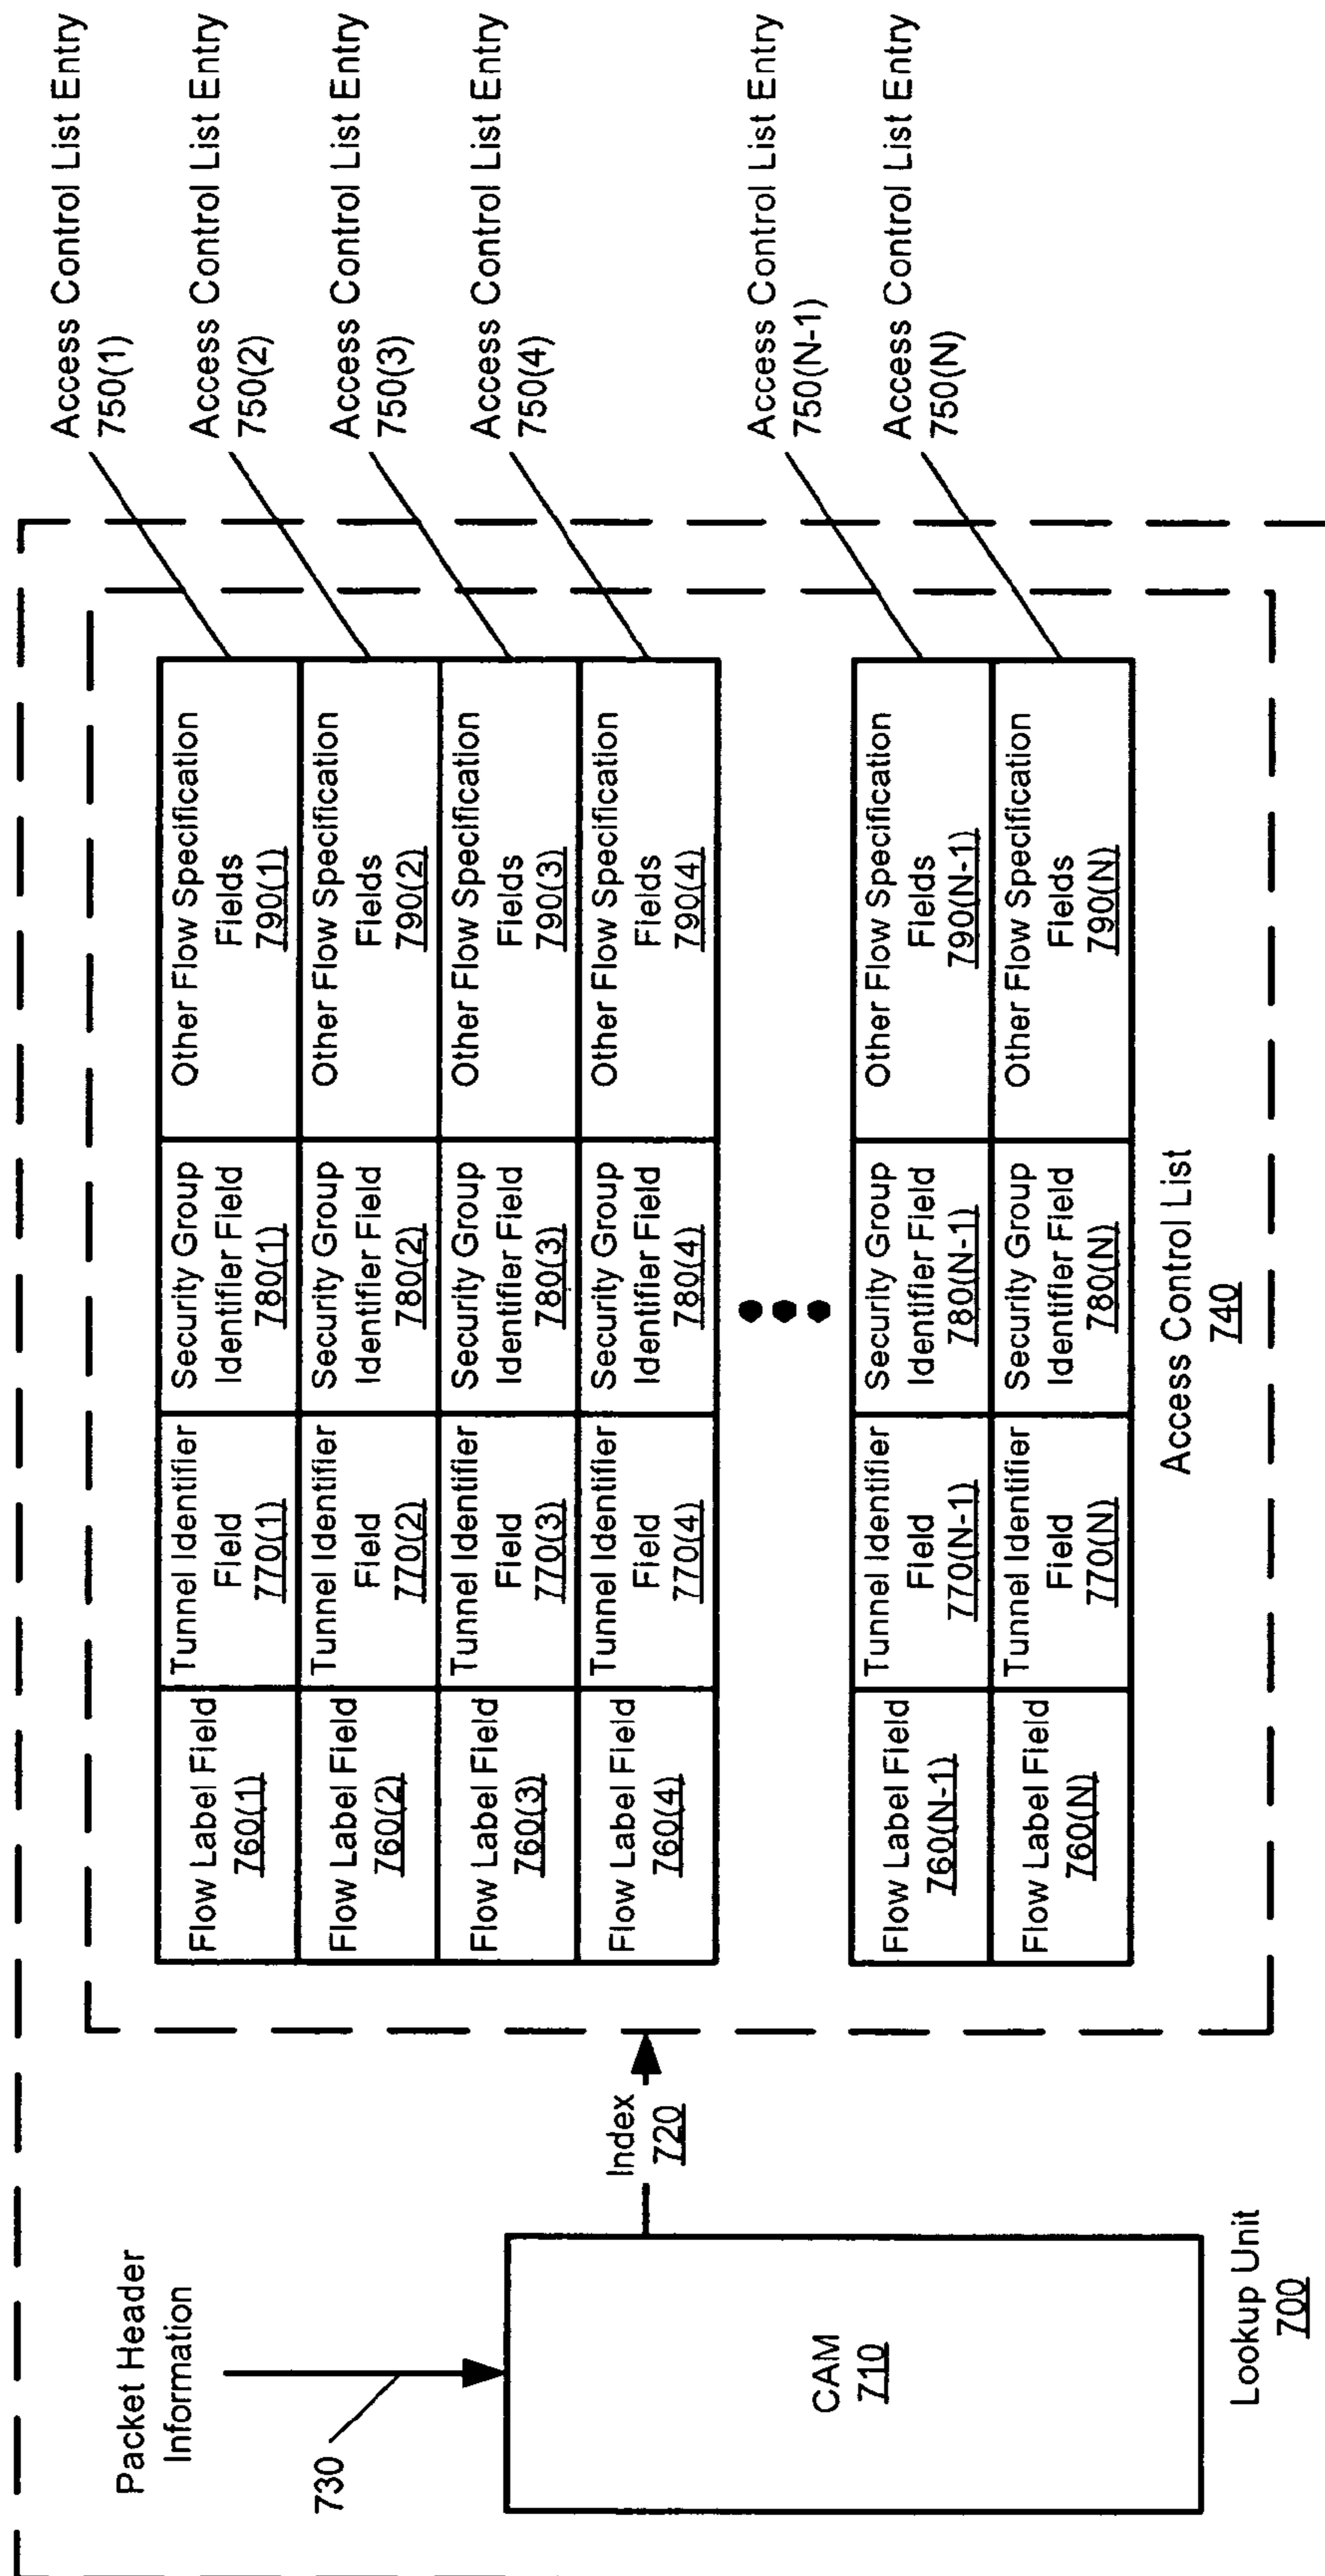 Packet Header
Information
730
CAM
710
Lookup Unit
700
Index
720
Flow Label Field
760(1)
Tunnel Identifier
Field
770(1)
Security Group
Identifier Field
780(1)
Other Flow Specification
Fields
790(1)
Access Control List Entry
750(1)
Flow Label Field
760(2)
Tunnel Identifier
Field
770(2)
Security Group
Identifier Field
780(2)
Other Flow Specification
Fields
790(2)
Access Control List Entry
750(2)
Flow Label Field
760(3)
Tunnel Identifier
Field
770(3)
Security Group
Identifier Field
780(3)
Other Flow Specification
Fields
790(3)
Access Control List Entry
750(3)
Flow Label Field
760(4)
Tunnel Identifier
Field
770(4)
Security Group
Identifier Field
780(4)
Other Flow Specification
Fields
790(4)
Access Control List Entry
750(4)
Flow Label Field
760(N-1)
Tunnel Identifier
Field
770(N-1)
Security Group
Identifier Field
780(N-1)
Other Flow Specification
Fields
790(N-1)
Access Control List Entry
750(N-1)
Flow Label Field
760(N)
Tunnel Identifier
Field
770(N)
Security Group
Identifier Field
780(N)
Other Flow Specification
Fields
790(N)
Access Control List Entry
750(N)
Access Control List
740